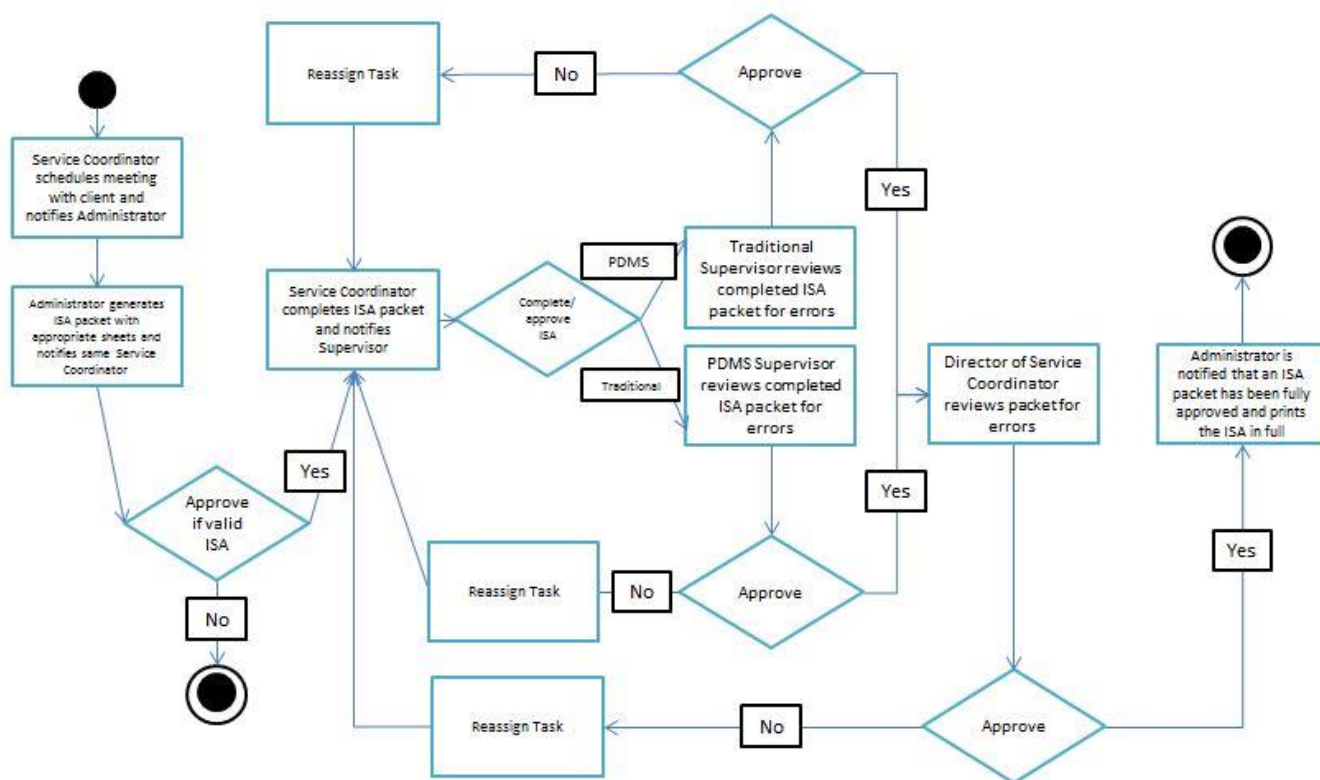 Reassign Task
No
Approve
Service Coordinator
schedules meeting
with client and
notifies Administrator
Yes
PDMS
Traditional
Supervisor reviews
completed ISA
packet for errors
Administrator generates
ISA packet with
appropriate sheets and
notifies same Service
Coordinator
Service Coordinator
completes ISA packet
and notifies
Supervisor
Complete/
approve
ISA
Traditional
PDMS Supervisor
reviews completed
ISA packet for
errors
Director of Service
Coordinator
reviews packet for
errors
Administrator is
notified that an ISA
packet has been fully
approved and prints
the ISA in full
Approve
if valid
ISA
Yes
Yes
No
Reassign Task
No
Approve
Yes
Reassign Task
No
Approve